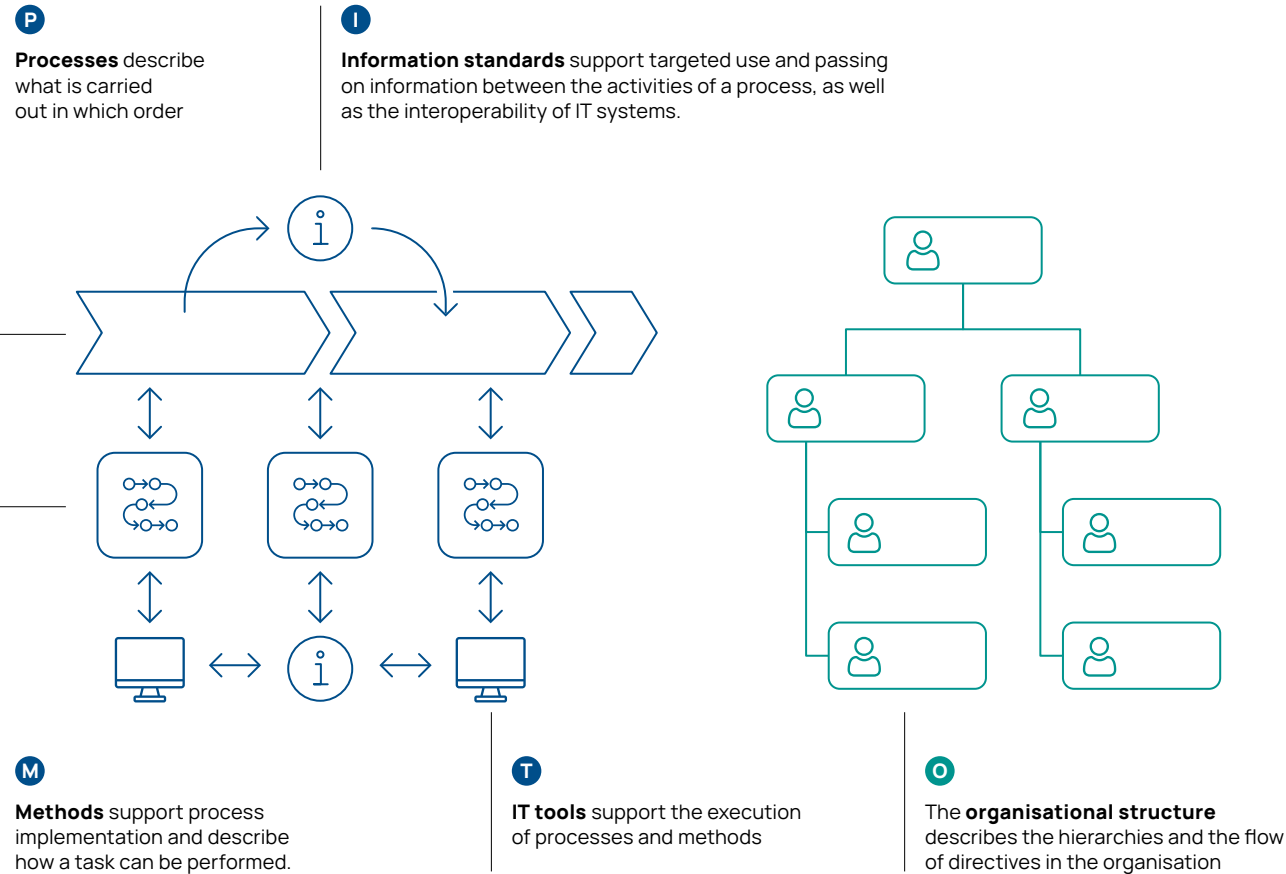 P
Processes describe
what is carried
out in which order
I
Information standards support targeted use and passing
on information between the activities of a process, as well
as the interoperability of IT systems.
i
i
M
Methods support process
implementation and describe
how a task can be performed.
T
IT tools support the execution
of processes and methods
O
The organisational structure
describes the hierarchies and the flow
of directives in the organisation